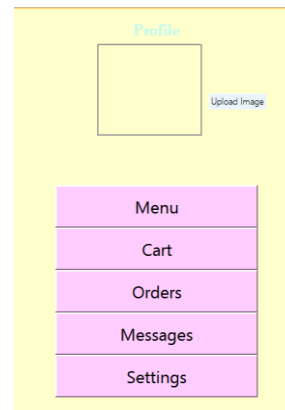 Profile
Upload Image
Menu
Cart
Orders
Messages
Settings